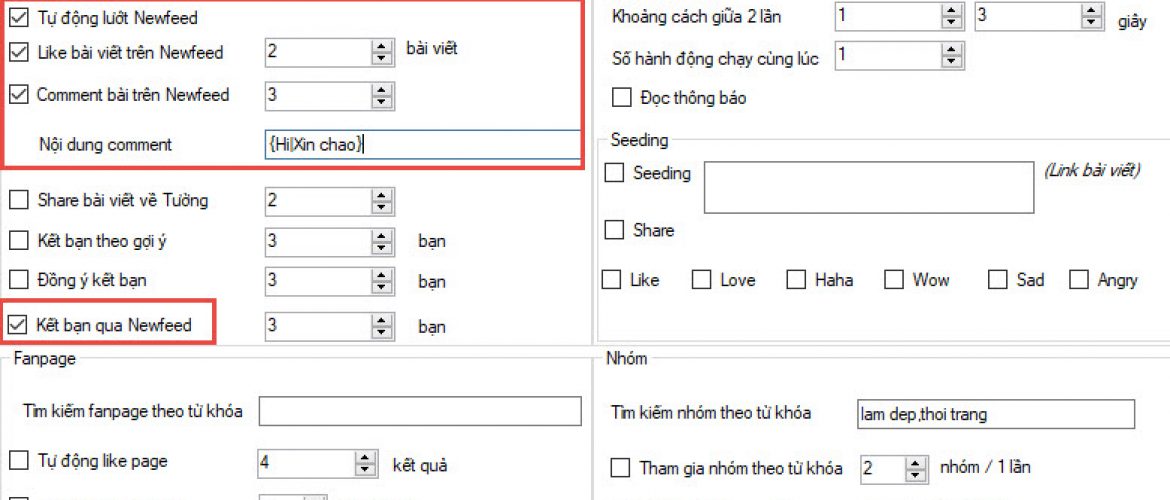 Tự động lướt Newfeed
Like bài viết trên Newfeed 2 bài viết
Comment bài trên Newfeed 3
Nội dung comment {Hi|Xin chao}
Share bài viết về Tường 2
Kết bạn theo gợi ý 3 bạn
Đồng ý kết bạn 3 bạn
Kết bạn qua Newfeed 3 bạn
Khoảng cách giữa 2 lần 1 3 giây
Số hành động chạy cùng lúc 1
Đọc thông báo
Seeding
Seeding (Link bài viết)
Share
Like Love Haha Wow Sad Angry
Fanpage
Tìm kiếm fanpage theo từ khóa
Tự động like page 4 kết quả
Nhóm
Tìm kiếm nhóm theo từ khóa lam dep,thoi trang
Tham gia nhóm theo từ khóa 2 nhóm / 1 lần